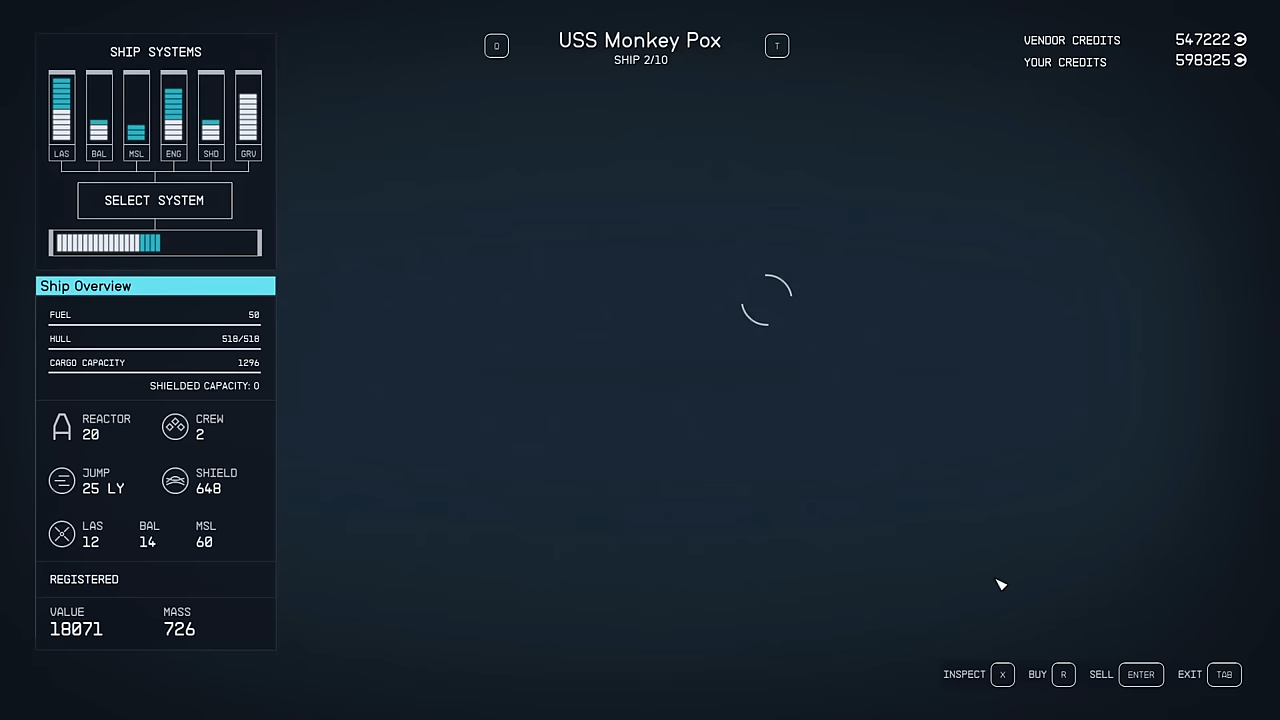 SHIP SYSTEMS
LAS BAL MSL ENG SHD GRV
SELECT SYSTEM
Q USS Monkey Pox T
SHIP 2/10
VENDOR CREDITS 547222
YOUR CREDITS 598325
Ship Overview
FUEL 50
HULL 518/518
CARGO CAPACITY 1296
SHIELDED CAPACITY: 0
REACTOR CREW
20 2
JUMP SHIELD
25 LY 648
LAS BAL MSL
12 14 60
REGISTERED
VALUE MASS
18071 726
INSPECT X BUY R SELL ENTER EXIT TAB